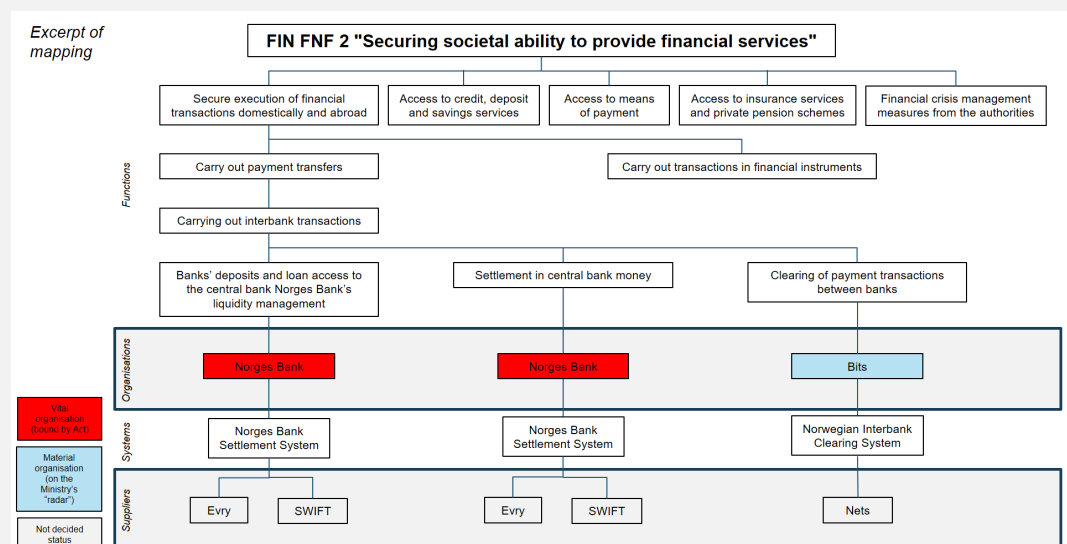 Excerpt of
mapping
FIN FNF 2 "Securing societal ability to provide financial services"
Secure execution of financial
transactions domestically and abroad
Access to credit, deposit
and savings services
Access to means
of payment
Access to insurance services
and private pension schemes
Financial crisis management
measures from the authorities
Functions
Carry out payment transfers
Carry out transactions in financial instruments
Carrying out interbank transactions
Banks' deposits and loan access to
the central bank Norges Bank's
liquidity management
Settlement in central bank money
Clearing of payment transactions
between banks
Organisations
Norges Bank
Norges Bank
Bits
Vital
organisation
(bound by Act)
Systems
Norges Bank
Settlement System
Norges Bank
Settlement System
Norwegian Interbank
Clearing System
Material
organisation
(on the
Ministry's
"radar")
Suppliers
Evry
SWIFT
Evry
SWIFT
Nets
Not decided
status